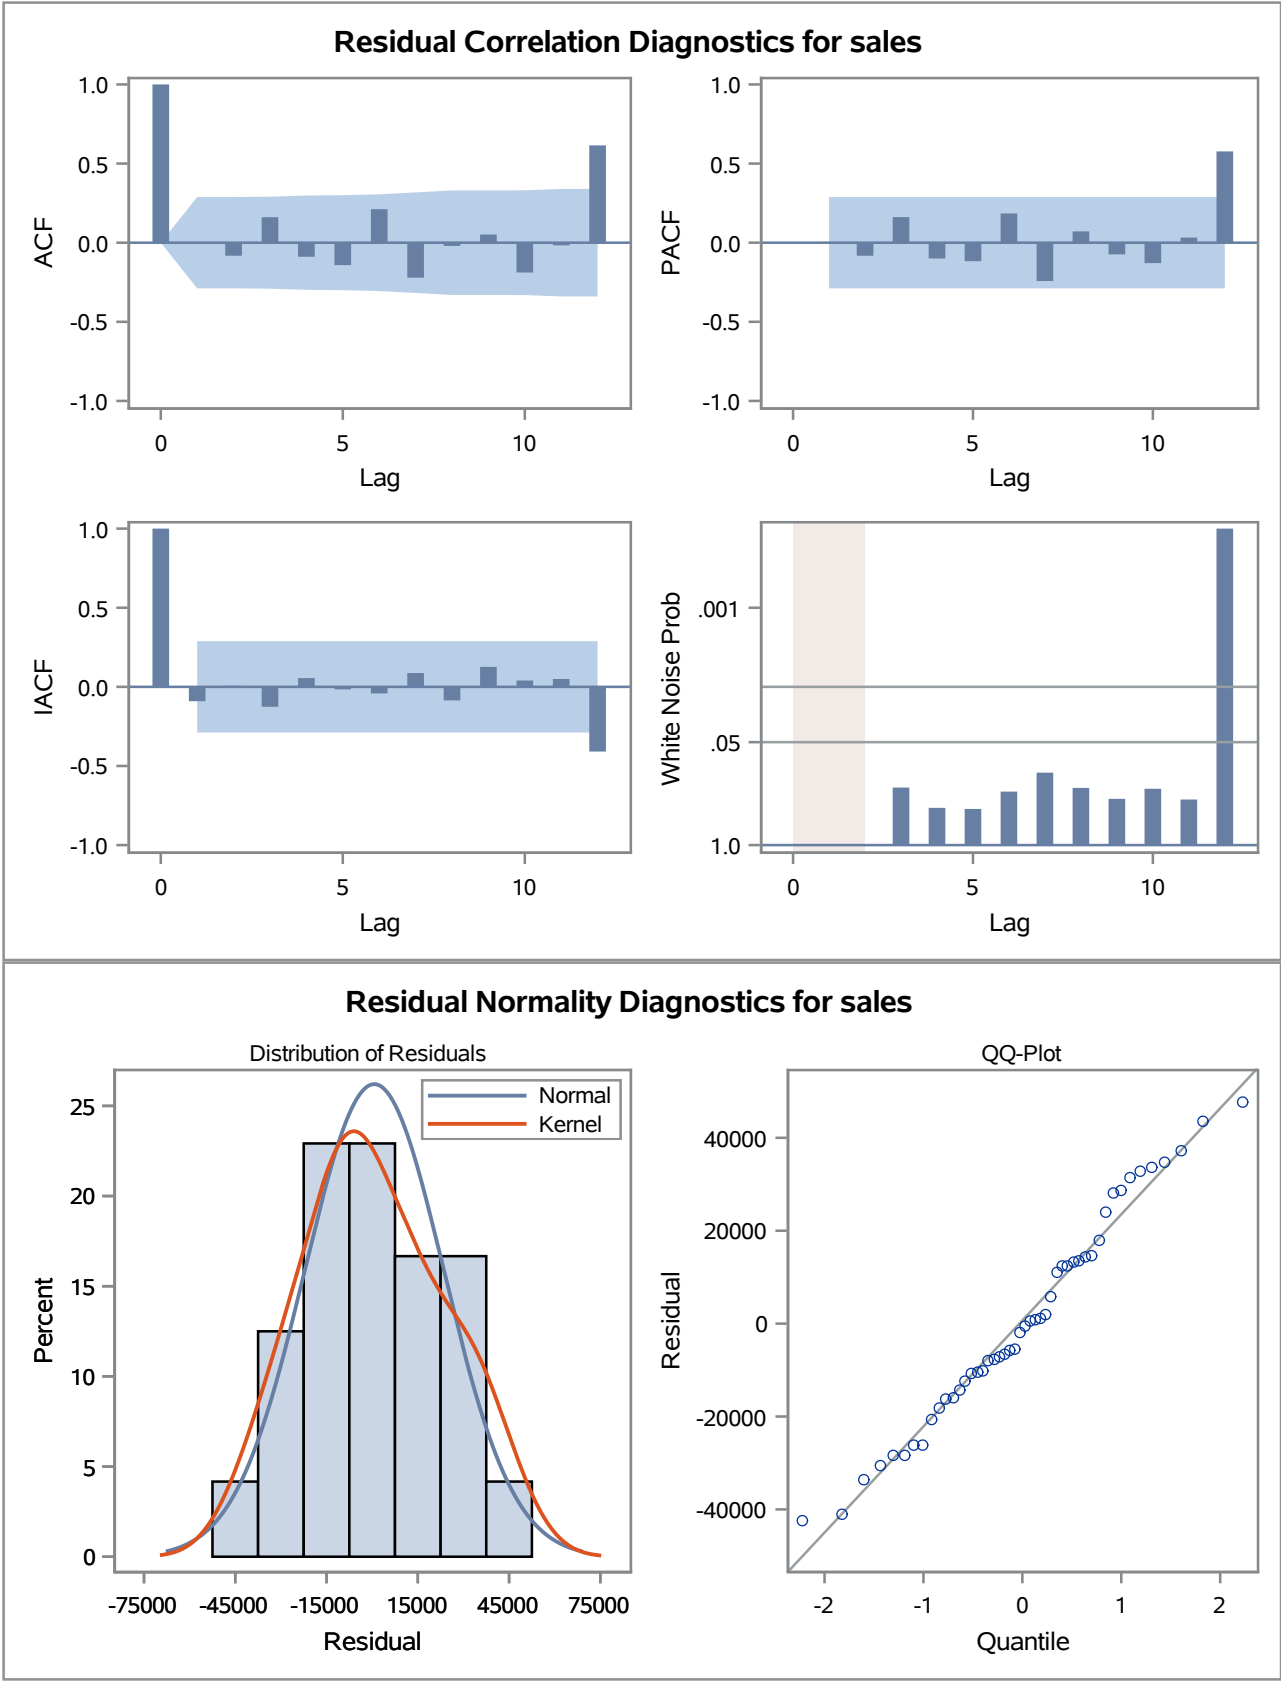 Residual Correlation Diagnostics for sales
1.0
0.5
0.0
-0.5
-1.0
ACF
0 5 10
Lag
1.0
0.5
0.0
-0.5
-1.0
PACF
0 5 10
Lag
1.0
0.5
0.0
-0.5
-1.0
IACF
0 5 10
Lag
.001
.05
1.0
White Noise Prob
0 5 10
Lag
Residual Normality Diagnostics for sales
Distribution of Residuals
Normal
Kernel
25
20
15
10
5
0
Percent
-75000 -45000 -15000 15000 45000 75000
Residual
QQ-Plot
40000
20000
0
-20000
-40000
Residual
-2 -1 0 1 2
Quantile